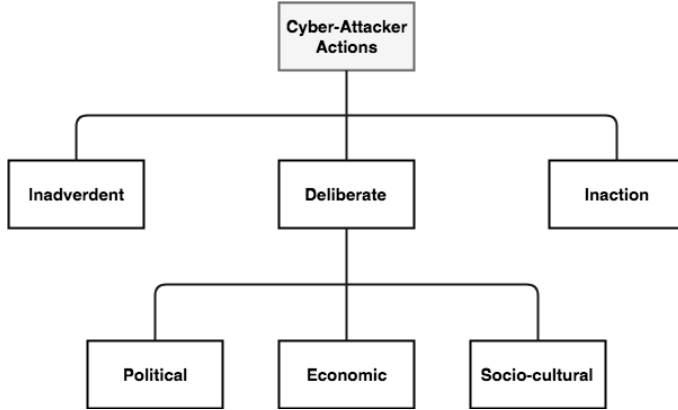 Cyber-Attacker
Actions
Inadverdent
Deliberate
Inaction
Political
Economic
Socio-cultural